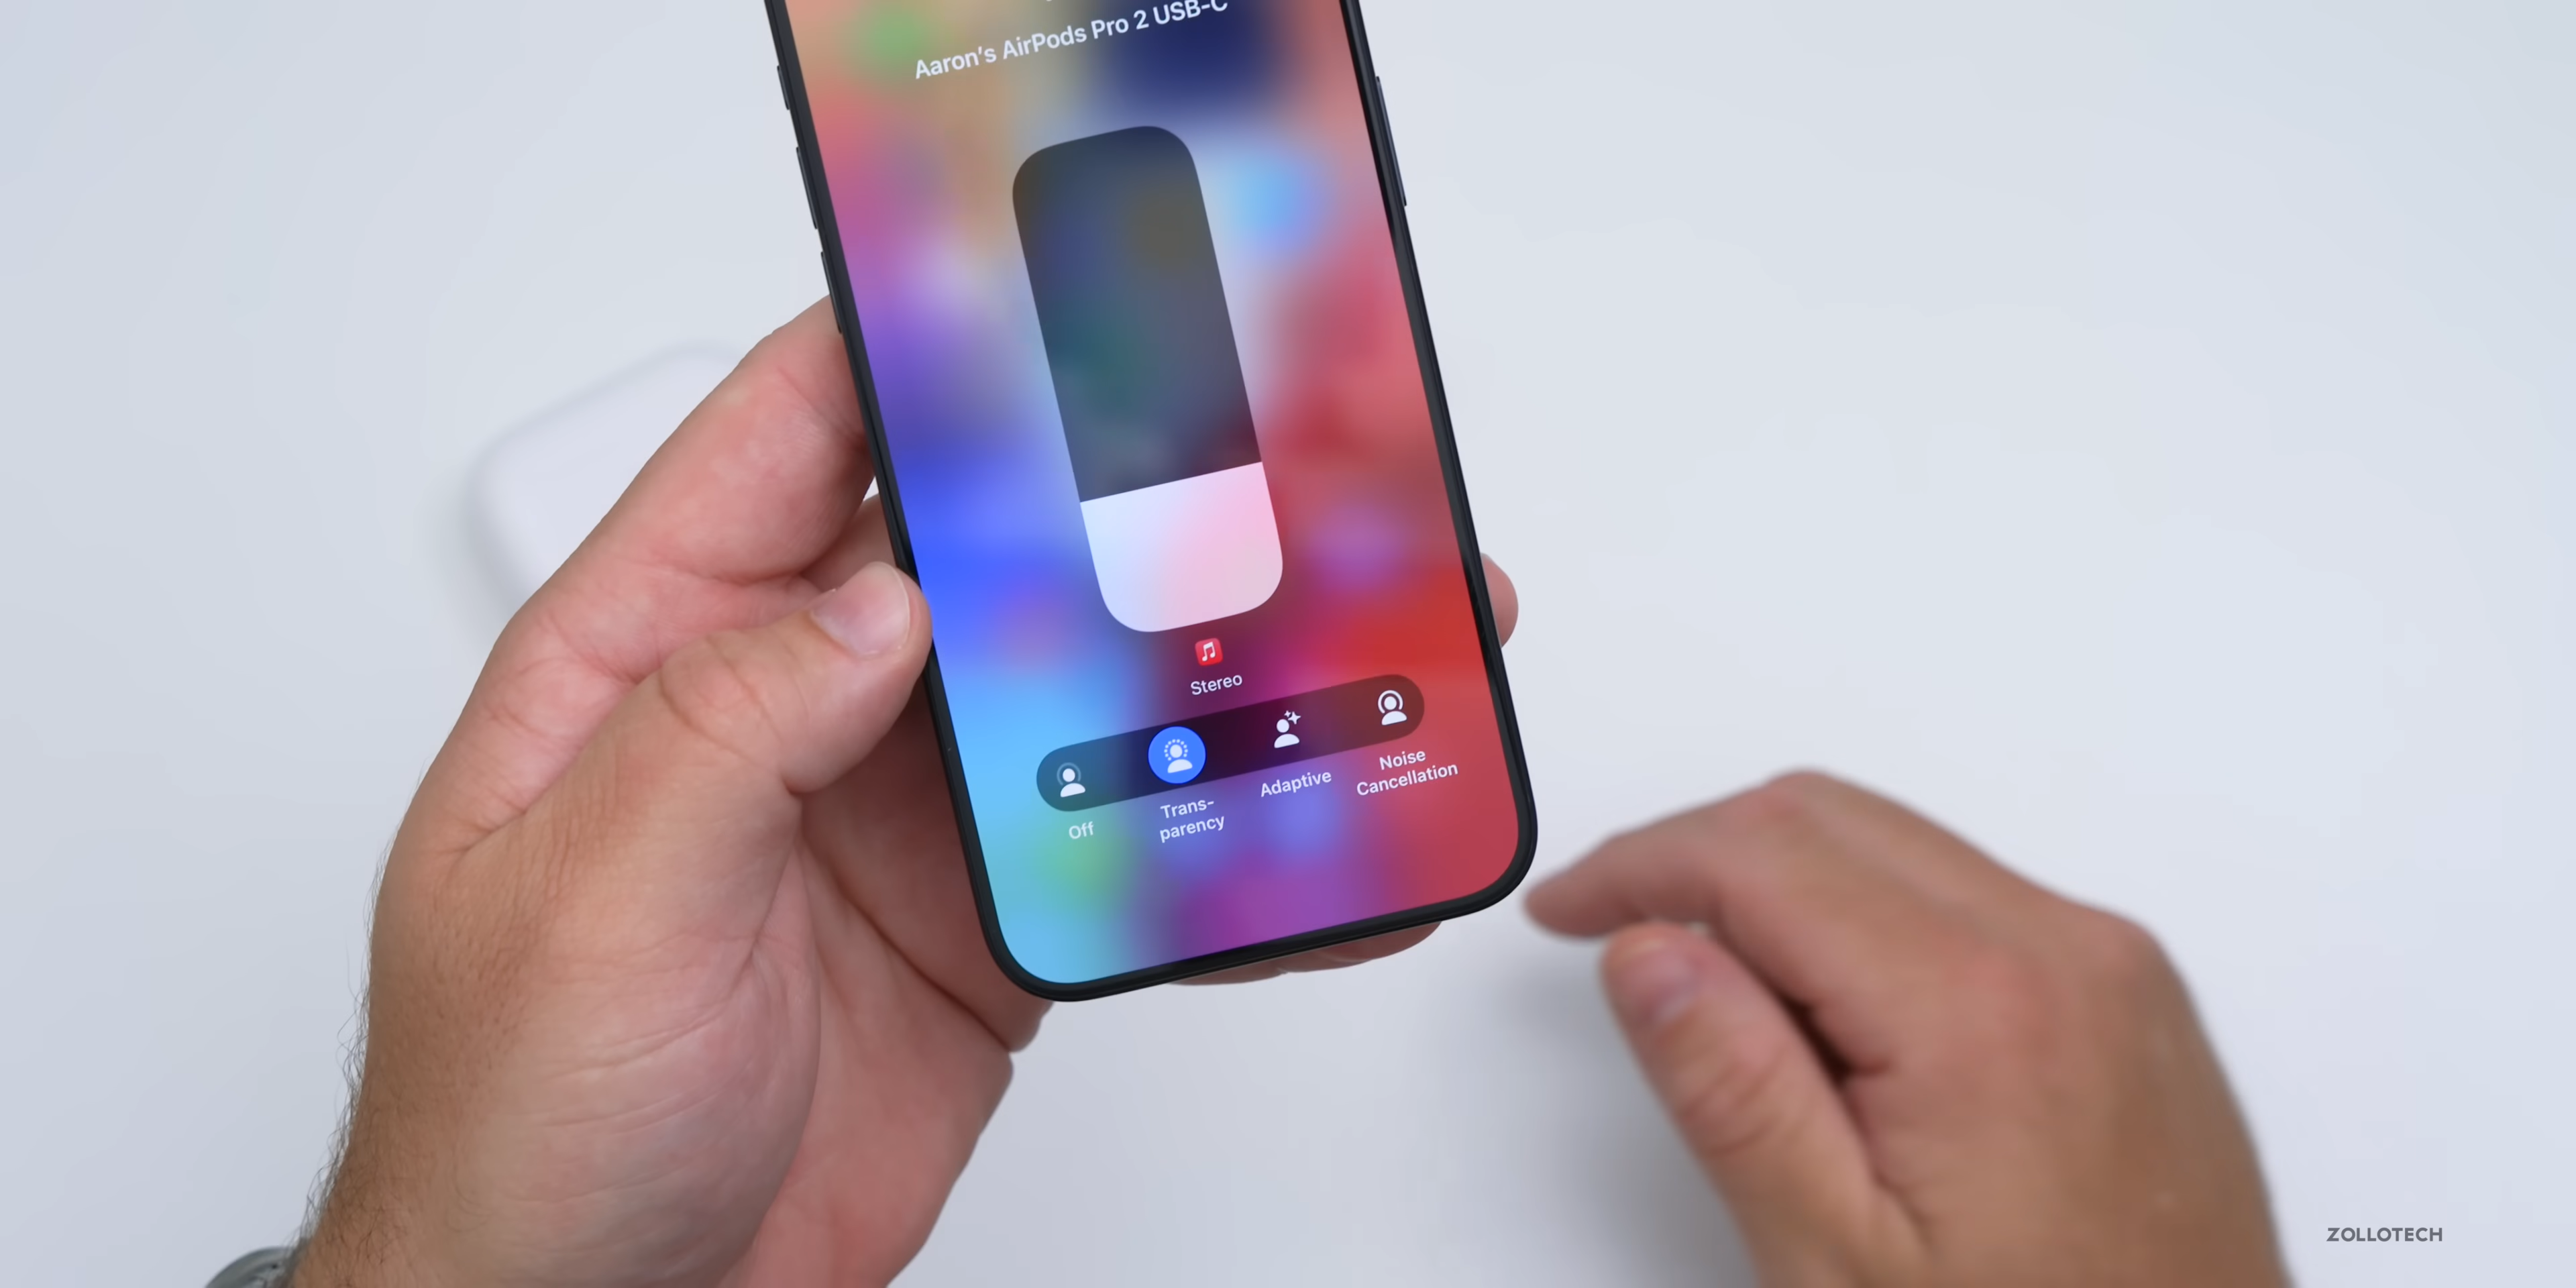 Aaron's AirPods Pro 2 USB-C
Stereo
Off
Trans-
parency
Adaptive
Noise
Cancellation
ZOLLOTECH